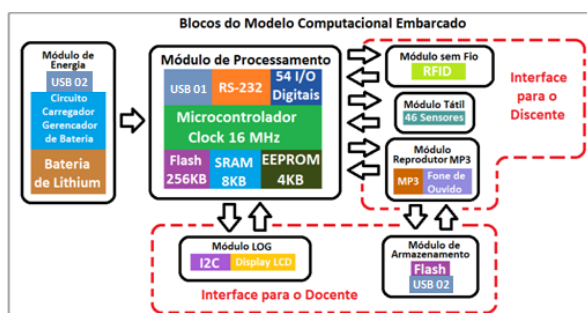 Blocos do Modelo Computacional Embarcado
Módulo de
Energia
USB 02
Circuito
Carregador
Gerencador
de Bateria
Bateria
de Lithium
Módulo de Processamento
USB 01
RS-232
54 I/O
Digitais
Microcontrolador
Clock 16 MHz
Flash
256KB
SRAM
8KB
EEPROM
4KB
Módulo sem Fio
RFID
Módulo Tátil
46 Sensores
Módulo
Reprodutor MP3
MP3
Fone de
Ouvido
Interface
para o
Discente
Módulo LOG
I2C
Display LCD
Módulo de
Armazenamento
Flash
USB 02
Interface para o Docente